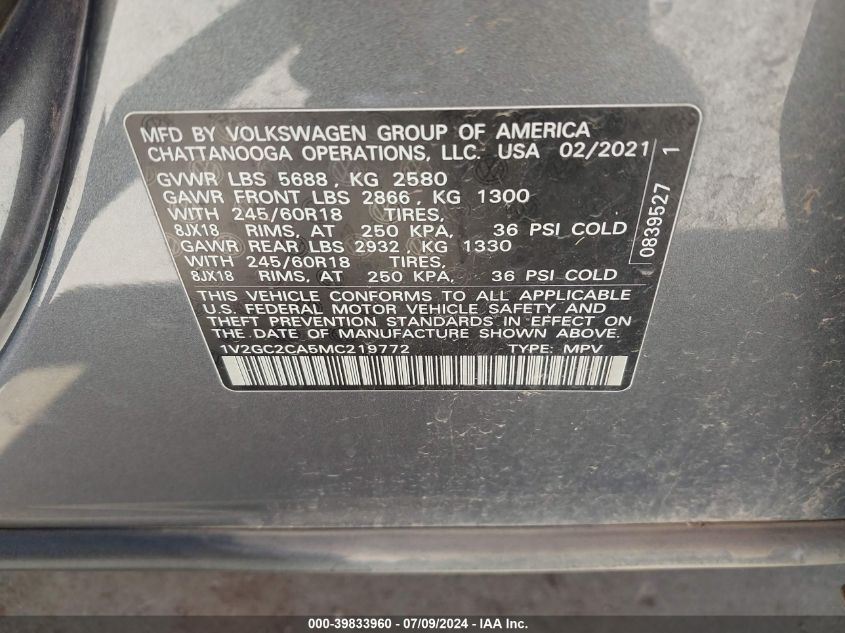 MFD BY VOLKSWAGEN GROUP OF AMERICA
CHATTANOOGA OPERATIONS, LLC. USA 02/2021
GVWR LBS 5688, KG 2580
GAWR FRONT LBS 2866, KG 1300
WITH 245/60R18 TIRES,
8JX18 RIMS, AT 250 KPA, 36 PSI COLD
GAWR REAR LBS 2932, KG 1330
WITH 245/60R18 TIRES,
8JX18 RIMS, AT 250 KPA, 36 PSI COLD
THIS VEHICLE CONFORMS TO ALL APPLICABLE
U.S. FEDERAL MOTOR VEHICLE SAFETY AND
THEFT PREVENTION STANDARDS IN EFFECT ON
THE DATE OF MANUFACTURE SHOWN ABOVE.
1V2GC2CA5MC219772 TYPE: MPV
0839527 1
000-39833960 - 07/09/2024 - IAA Inc.